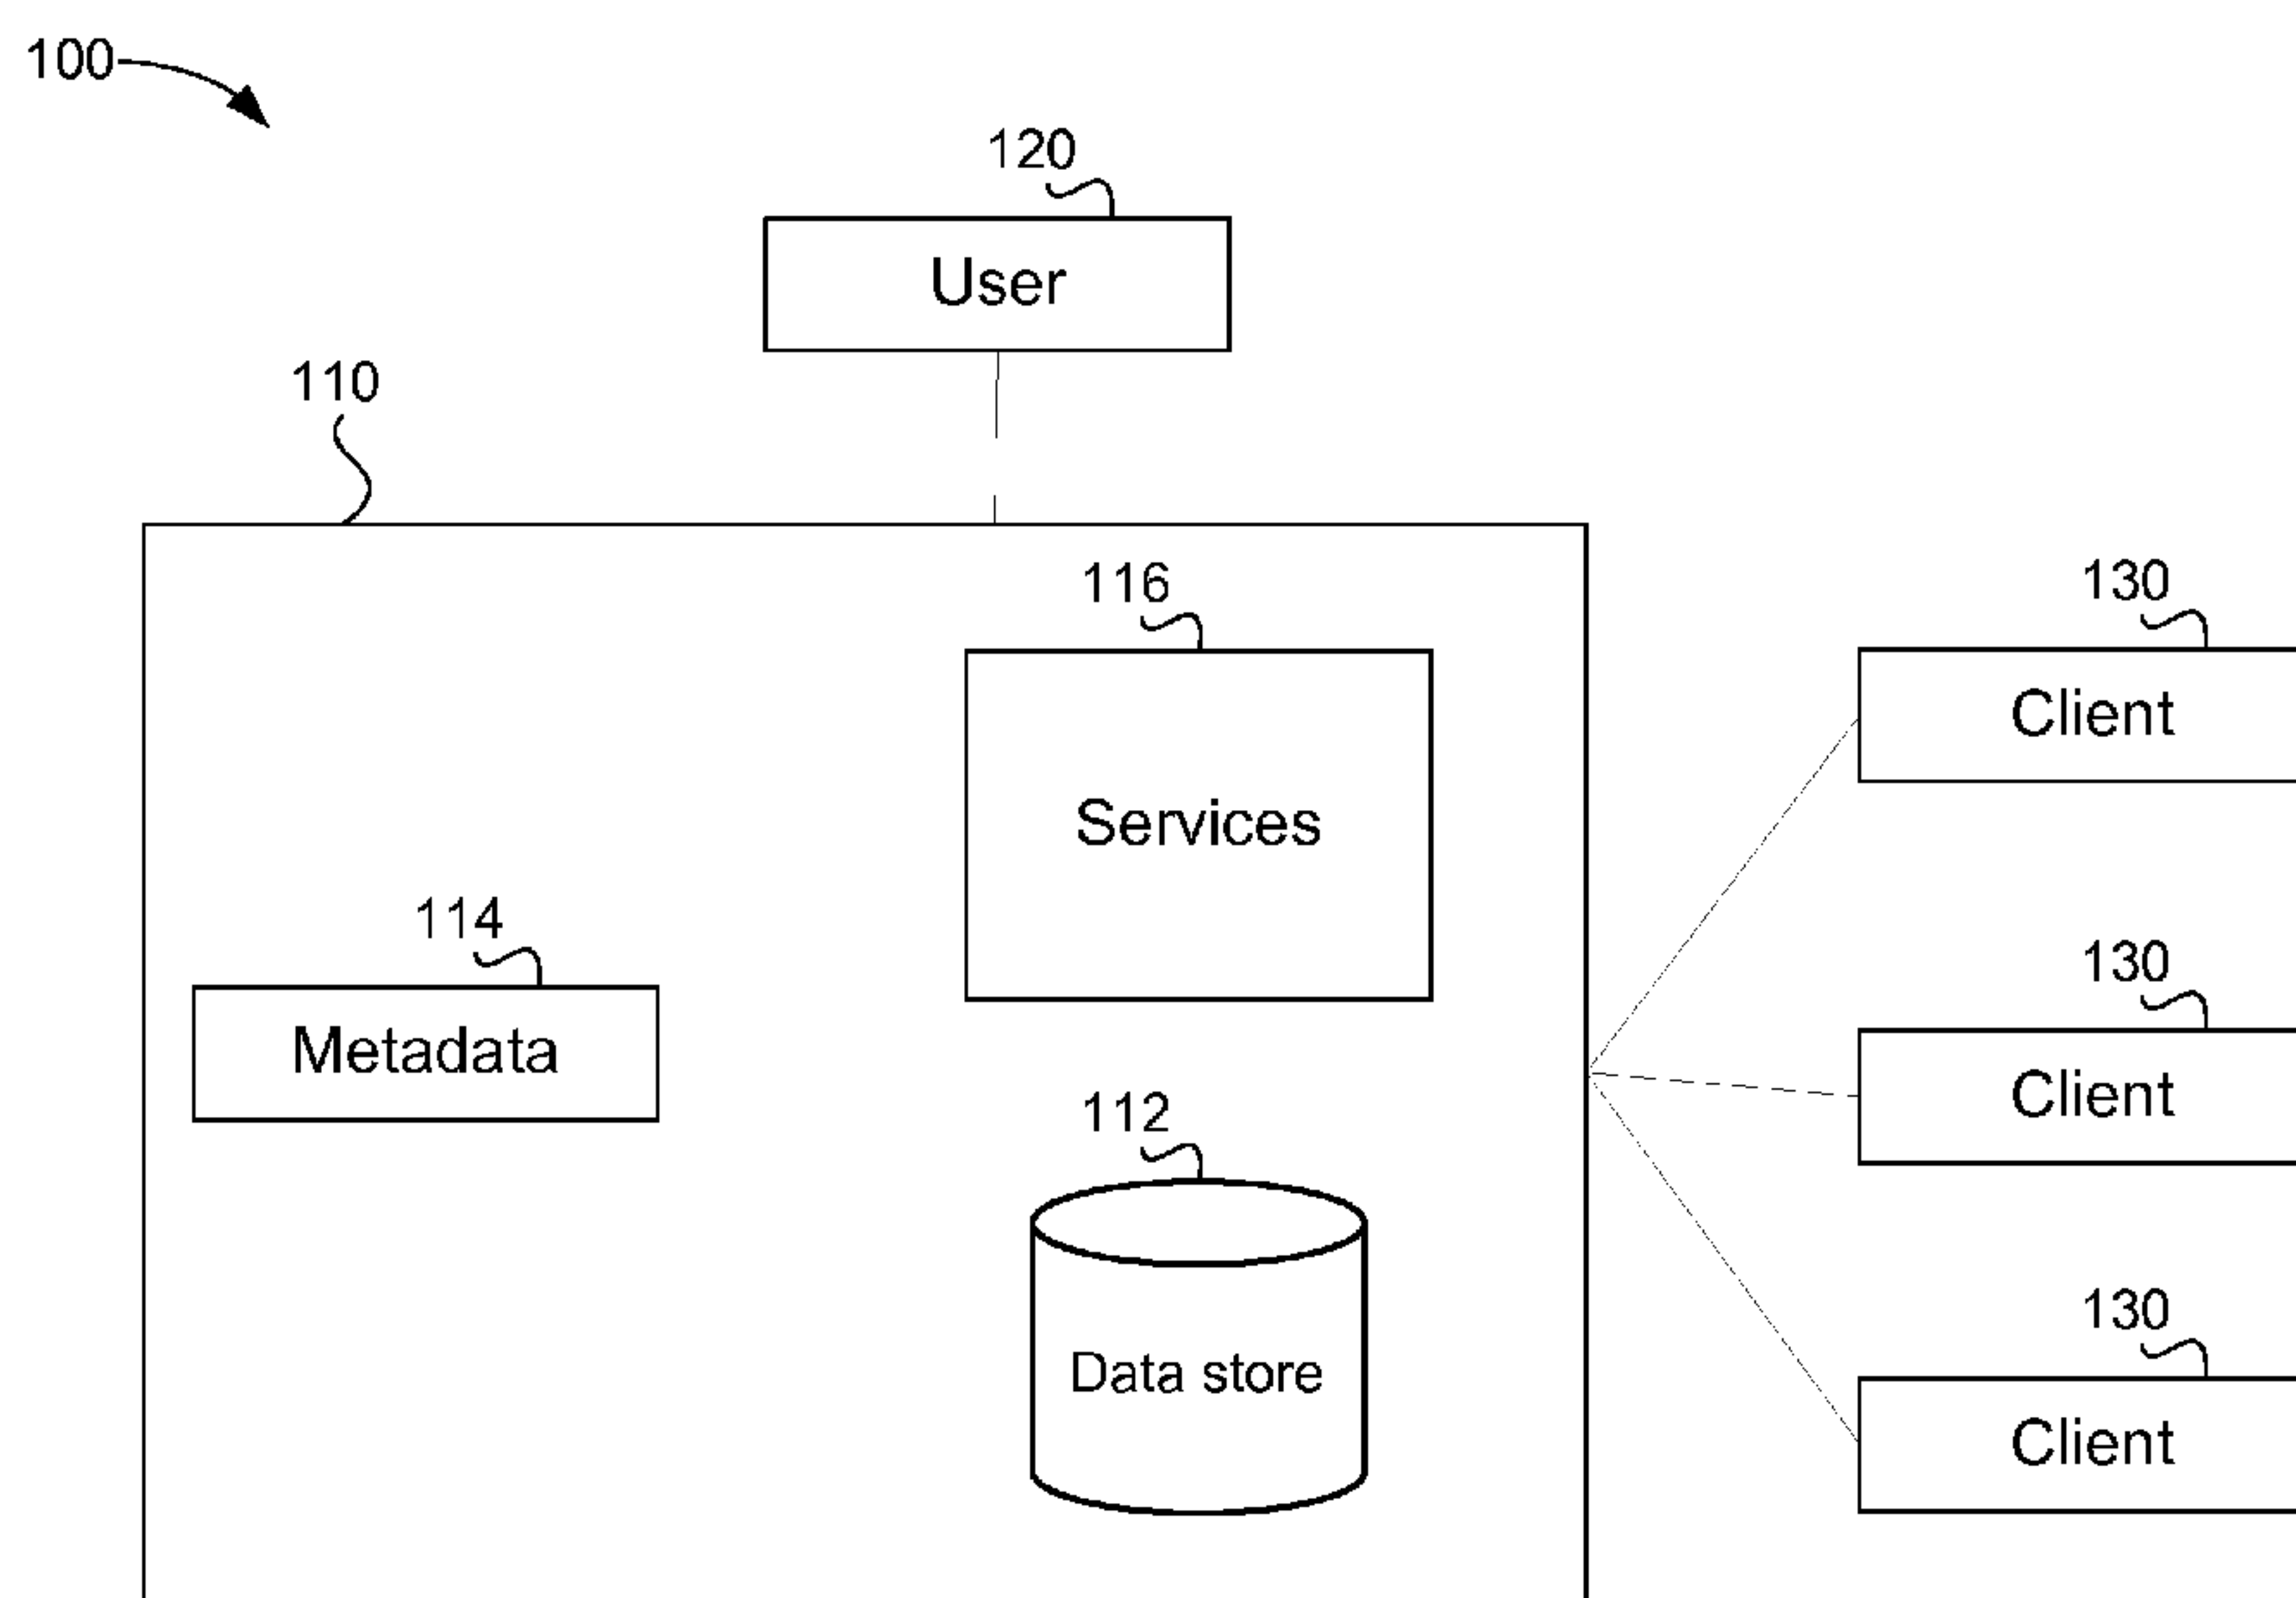 100
120
User
110
116
Services
130
Client
114
Metadata
130
Client
112
Data store
130
Client